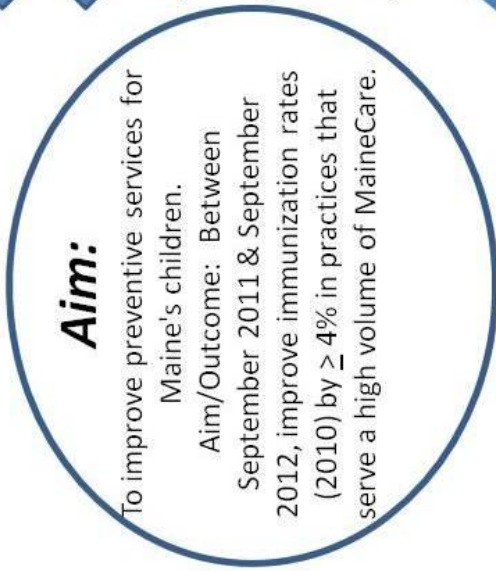 Aim:
To improve preventive services for
Maine's children.
Aim/Outcome: Between
September 2011 & September
2012, improve immunization rates
(2010) by ≥ 4% in practices that
serve a high volume of MaineCare.